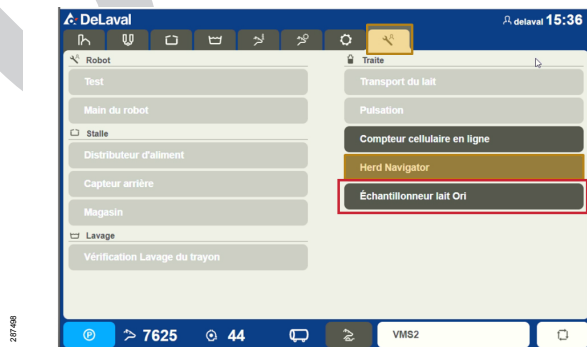 DeLaval
delaval 15:36
Robot
Test
Main du robot
Stalle
Distributeur d'aliment
Capteur arrière
Magasin
Lavage
Vérification Lavage du trayon
Traite
Transport du lait
Pulsation
Compteur cellulaire en ligne
Herd Navigator
Échantillonneur lait Ori
P
7625
44
VMS2
287498